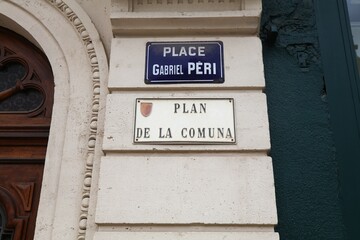 PLACE
GABRIEL PÉRI
PLAN
DE LA COMUNA